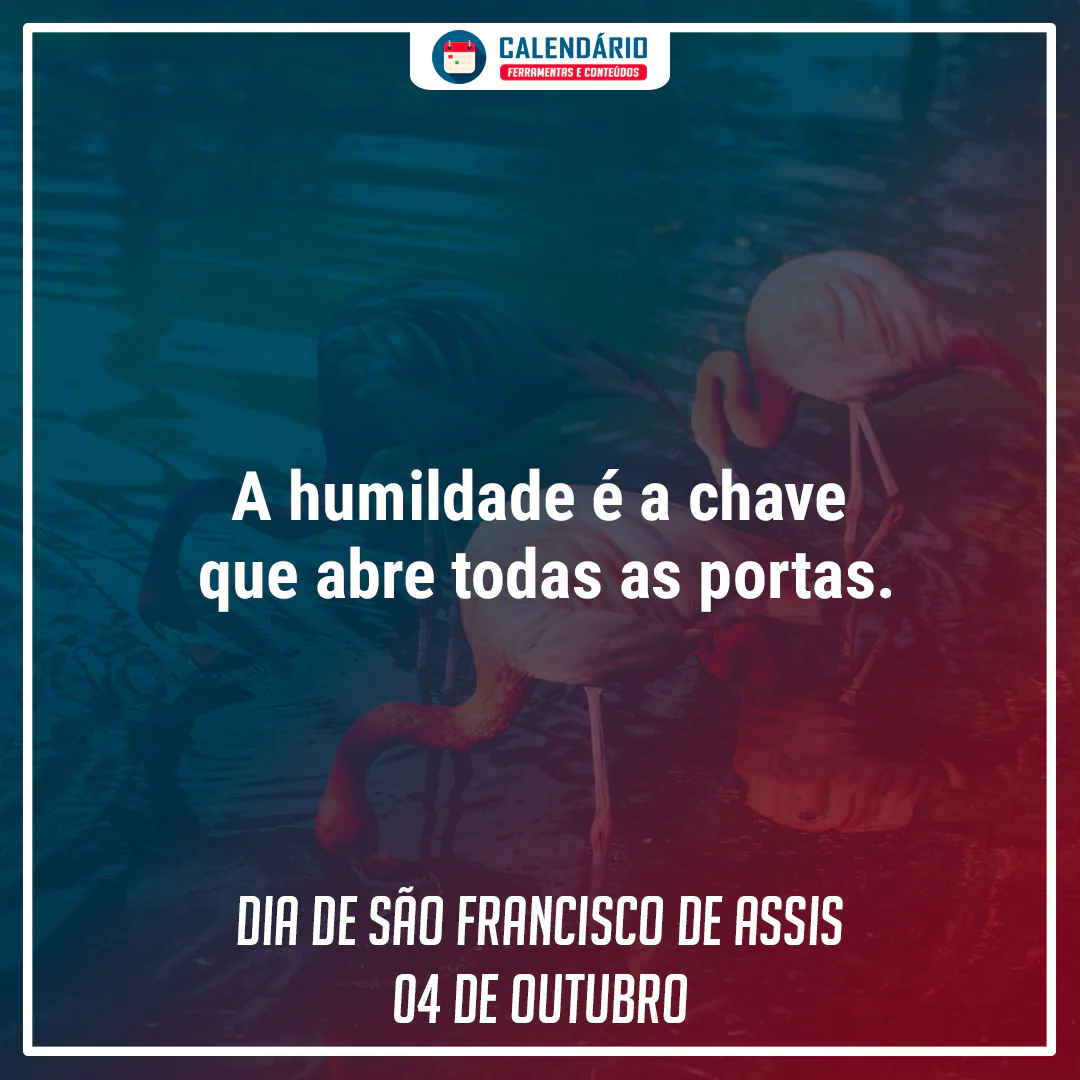 CALENDÁRIO
FERRAMENTAS E CONTEÚDOS
A humildade é a chave
que abre todas as portas.
DIA DE SÃO FRANCISCO DE ASSIS
04 DE OUTUBRO